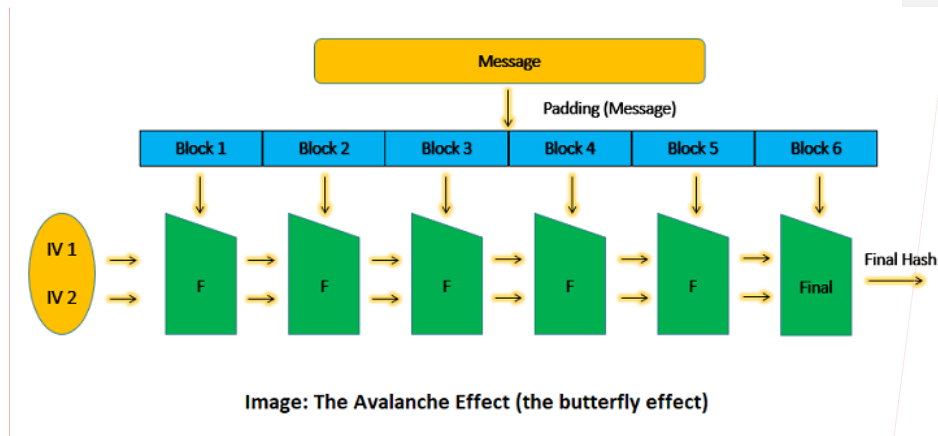 Message
Padding (Message)
Block 1 Block 2 Block 3 Block 4 Block 5 Block 6
IV 1
IV 2
F F F F F Final
Final Hash
Image: The Avalanche Effect (the butterfly effect)